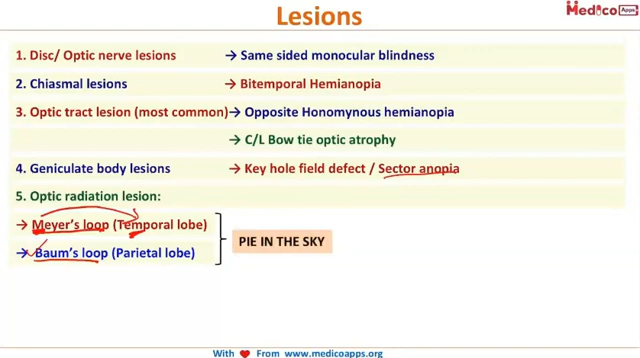 Lesions
MedicoApps
1. Disc/ Optic nerve lesions → Same sided monocular blindness
2. Chiasmal lesions → Bitemporal Hemianopia
3. Optic tract lesion (most common) → Opposite Honomynous hemianopia
→ C/L Bow tie optic atrophy
4. Geniculate body lesions → Key hole field defect / Sector anopia
5. Optic radiation lesion:
→ Meyer's loop (Temporal lobe)
PIE IN THE SKY
→ Baum's loop (Parietal lobe)
With ♥ From www.medicoapps.org